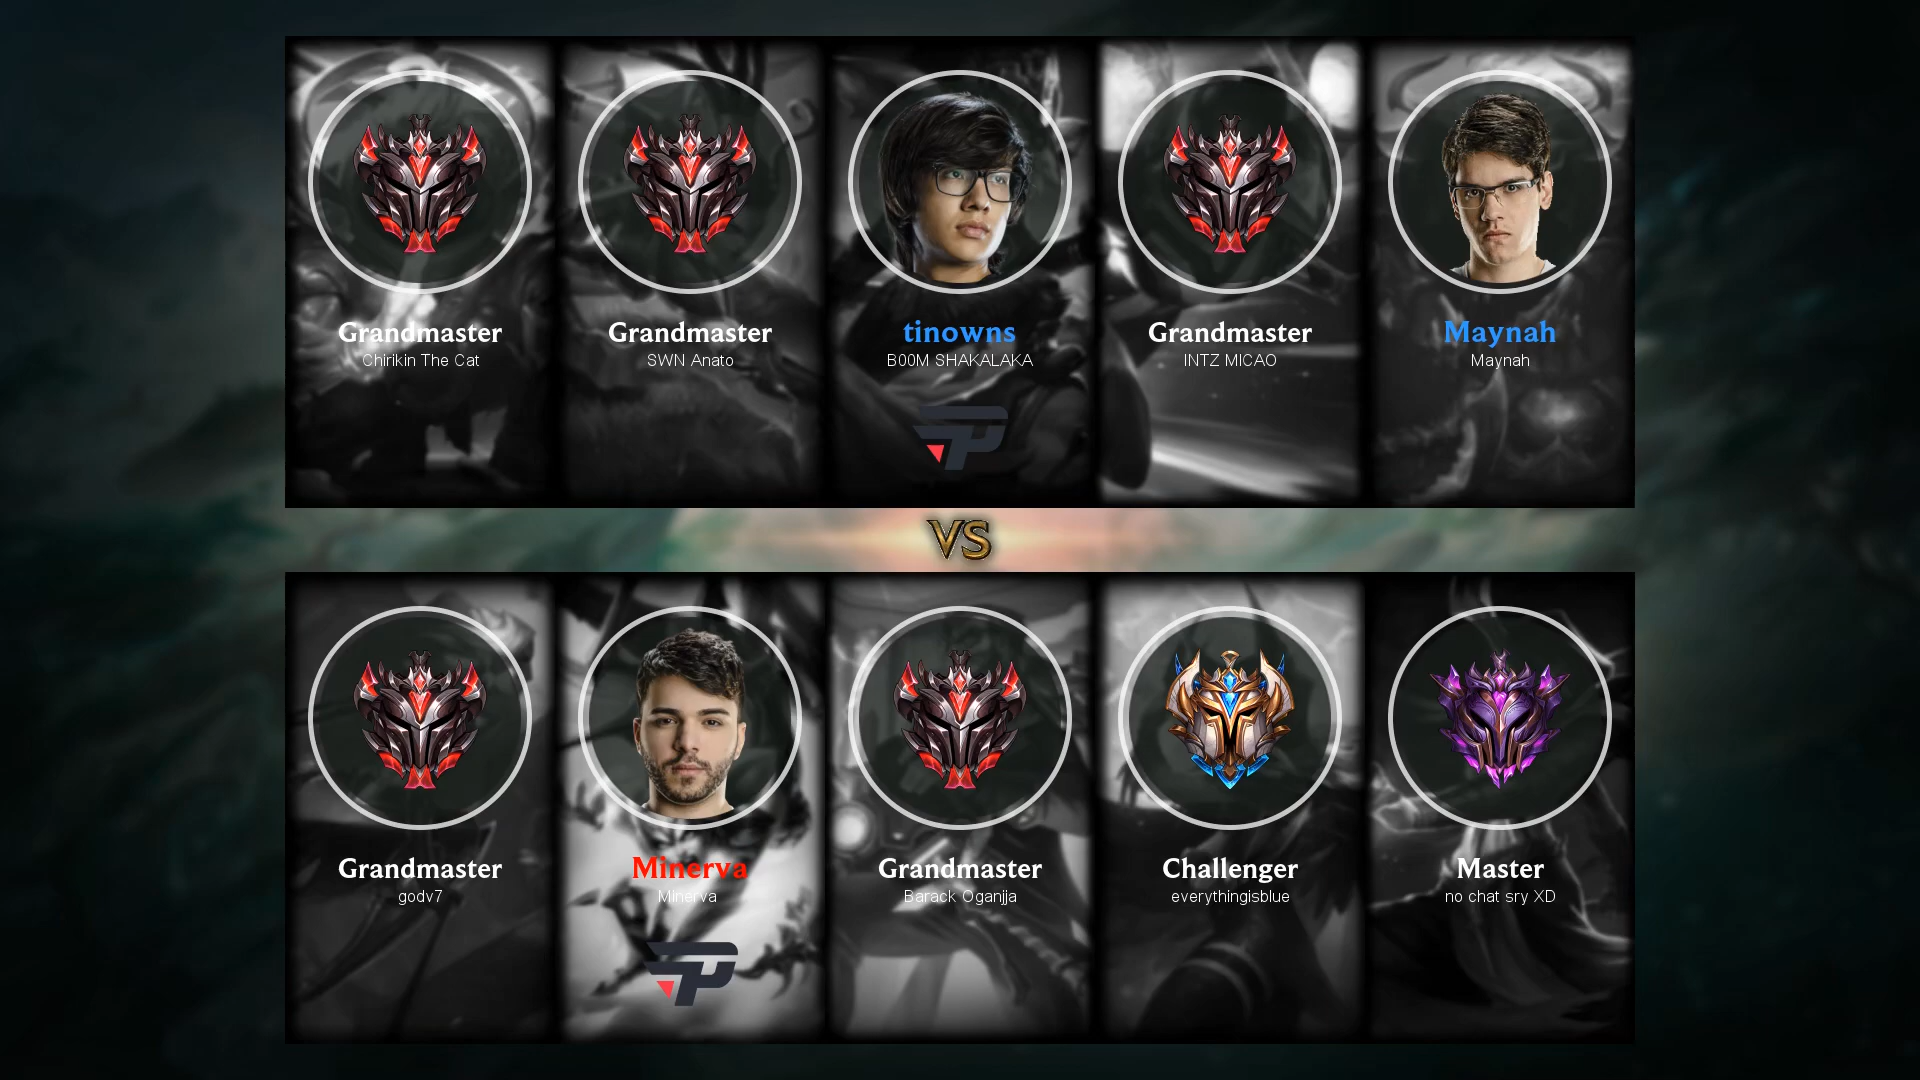 Grandmaster
Chirikin The Cat
Grandmaster
SWN Anato
tinowns
B00M SHAKALAKA
Grandmaster
INTZ MICAO
Maynah
Maynah
VS
Grandmaster
godv7
Minerva
Minerva
Grandmaster
Barack Oganjja
Challenger
everythingisblue
Master
no chat sry XD